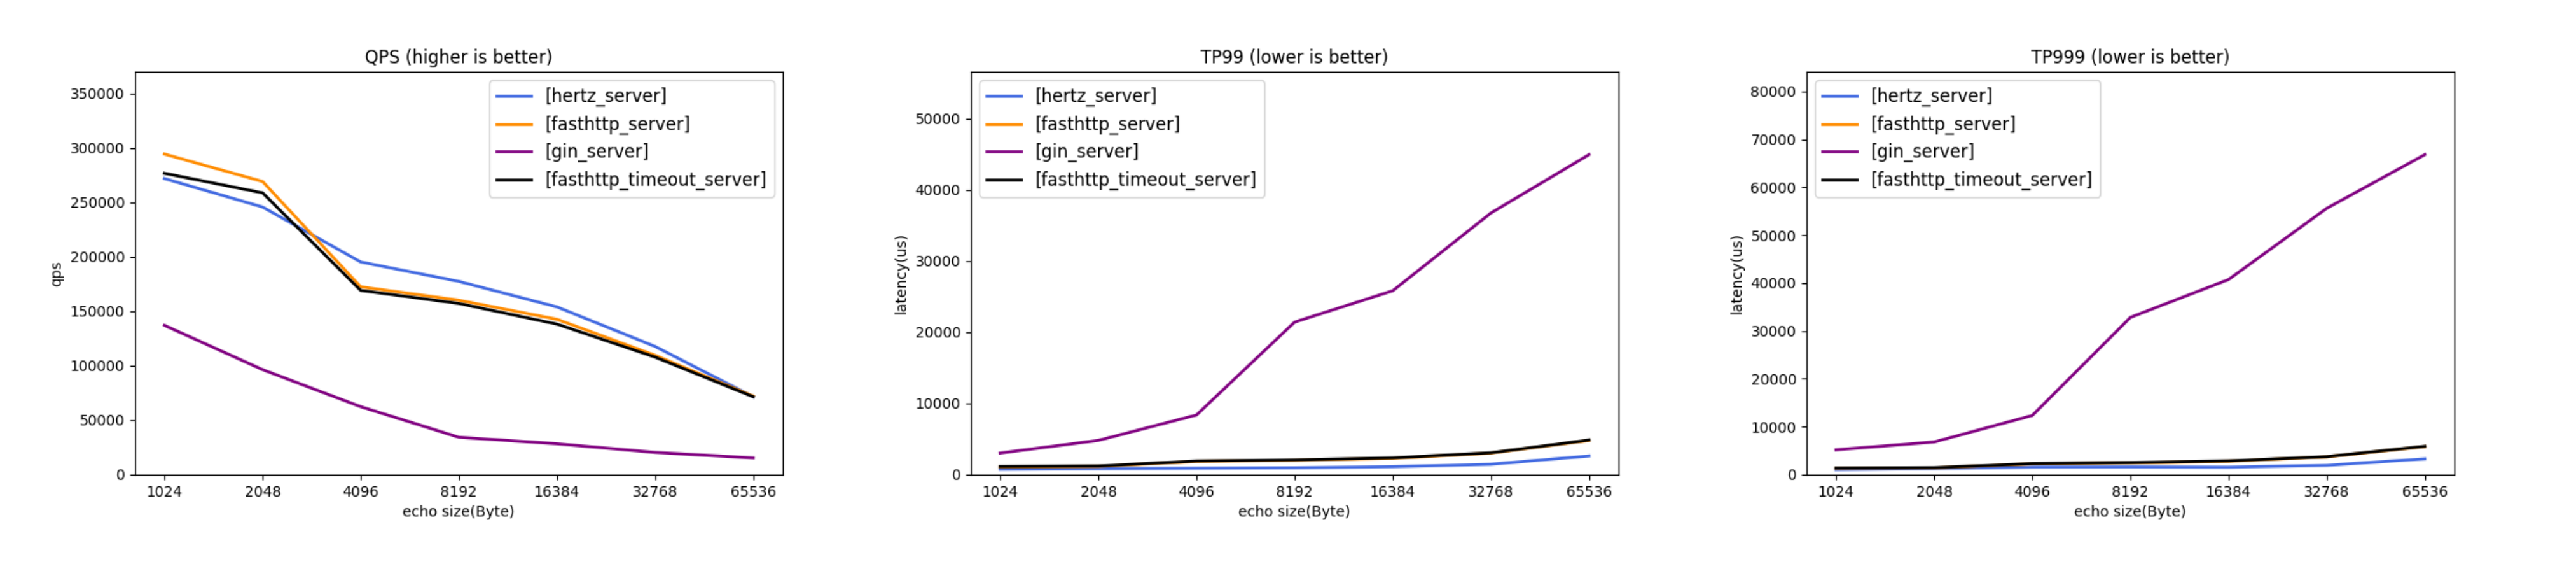 QPS (higher is better)
350000
300000
250000
200000
150000
100000
50000
0
qps
[hertz_server]
[fasthttp_server]
[gin_server]
[fasthttp_timeout_server]
1024 2048 4096 8192 16384 32768 65536
echo size(Byte)
TP99 (lower is better)
50000
40000
30000
20000
10000
0
latency(us)
[hertz_server]
[fasthttp_server]
[gin_server]
[fasthttp_timeout_server]
1024 2048 4096 8192 16384 32768 65536
echo size(Byte)
TP999 (lower is better)
80000
70000
60000
50000
40000
30000
20000
10000
0
latency(us)
[hertz_server]
[fasthttp_server]
[gin_server]
[fasthttp_timeout_server]
1024 2048 4096 8192 16384 32768 65536
echo size(Byte)